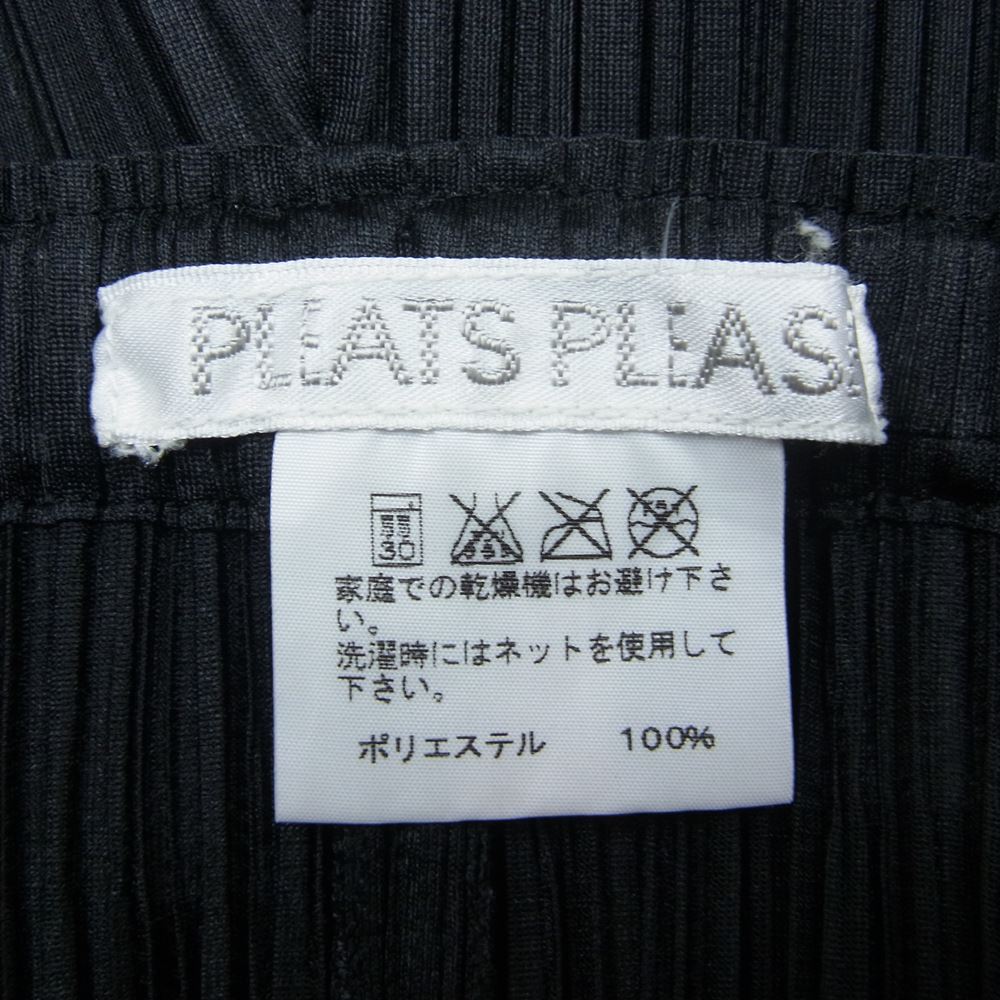 PLEATS PLEAS
30
家庭での乾燥機はお避け下さ
い。
洗濯時にはネットを使用して
下さい。
ポリエステル 100%